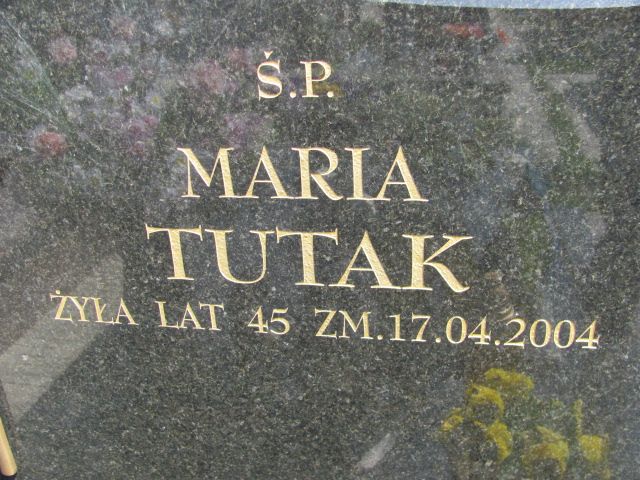 Š.P.
MARIA
TUTAK
ŻYŁA LAT 45 ZM.17.04.2004